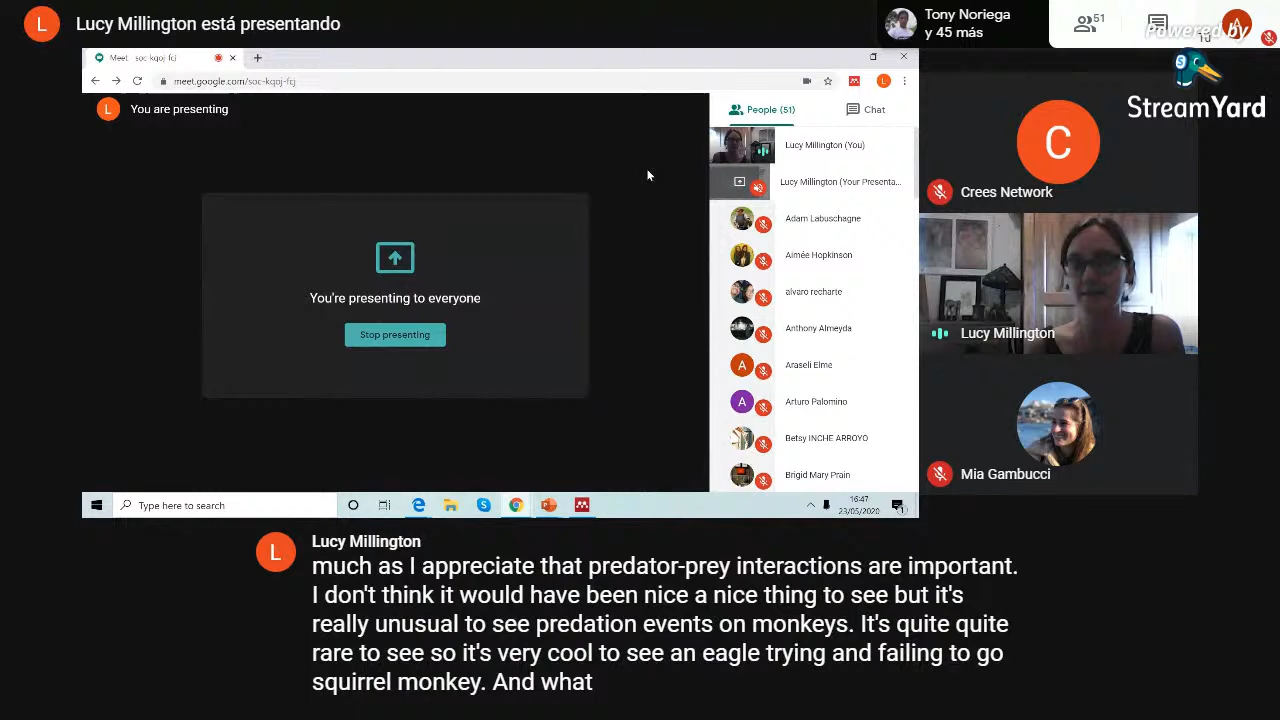 L
Lucy Millington está presentando
Tony Noriega
y 45 más
51
10
A
Powered by
S
StreamYard
Meet - soc-kqoj-fcj
meet.google.com/soc-kqoj-fcj
L
L
You are presenting
People (51)
Chat
You're presenting to everyone
Stop presenting
Lucy Millington (You)
Lucy Millington (Your Presenta...
Adam Labuschagne
Aimée Hopkinson
alvaro recharte
Anthony Almeyda
A
Araseli Elme
A
Arturo Palomino
Betsy INCHE ARROYO
Brigid Mary Prain
C
Crees Network
Lucy Millington
Mia Gambucci
Type here to search
16:47
23/05/2020
1
L
Lucy Millington
much as I appreciate that predator-prey interactions are important.
I don't think it would have been nice a nice thing to see but it's
really unusual to see predation events on monkeys. It's quite quite
rare to see so it's very cool to see an eagle trying and failing to go
squirrel monkey. And what